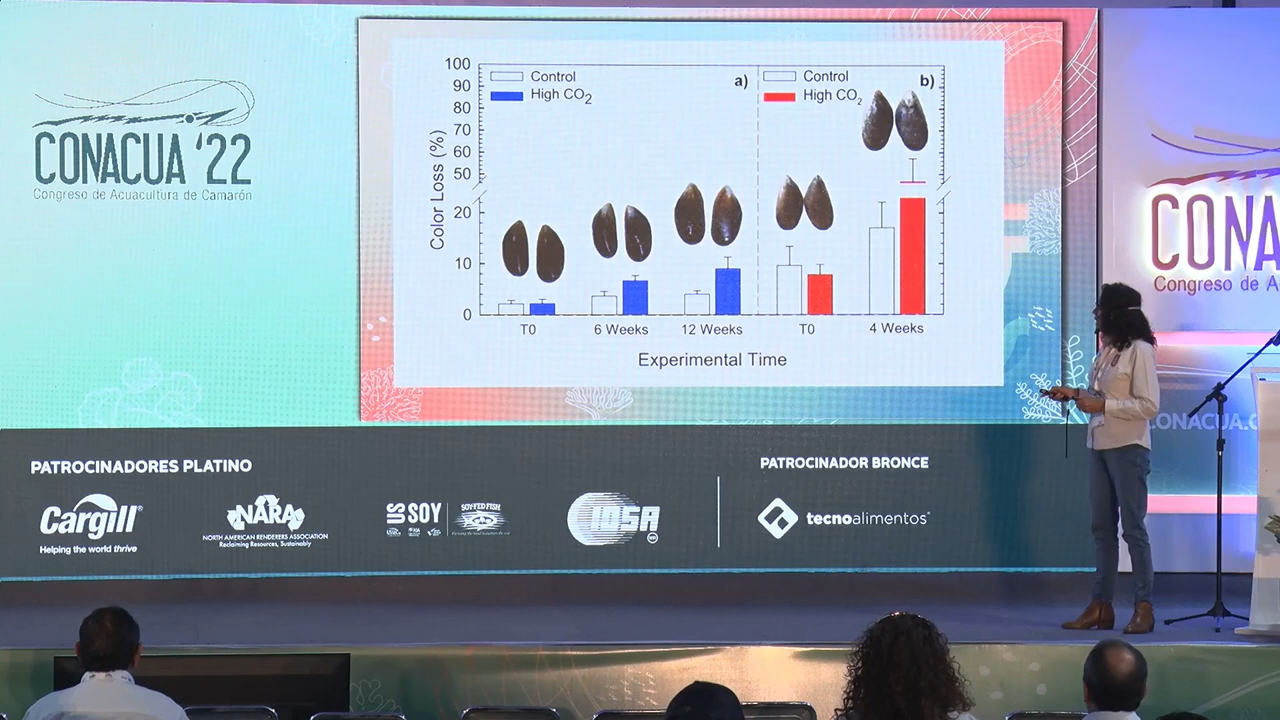 CONACUA '22
Congreso de Acuacultura de Camarón
100
90
80
70
60
50
20
10
0
Color Loss (%)
Control
High CO2
a)
Control
High CO2
b)
T0
6 Weeks
12 Weeks
T0
4 Weeks
Experimental Time
CONA
Congreso de A
CONACUA.C
PATROCINADORES PLATINO
Cargill®
Helping the world thrive
NARA
NORTH AMERICAN RENDERERS ASSOCIATION
Reclaiming Resources, Sustainably
US SOY
SOY-FED FISH
PATROCINADOR BRONCE
tecnoalimentos